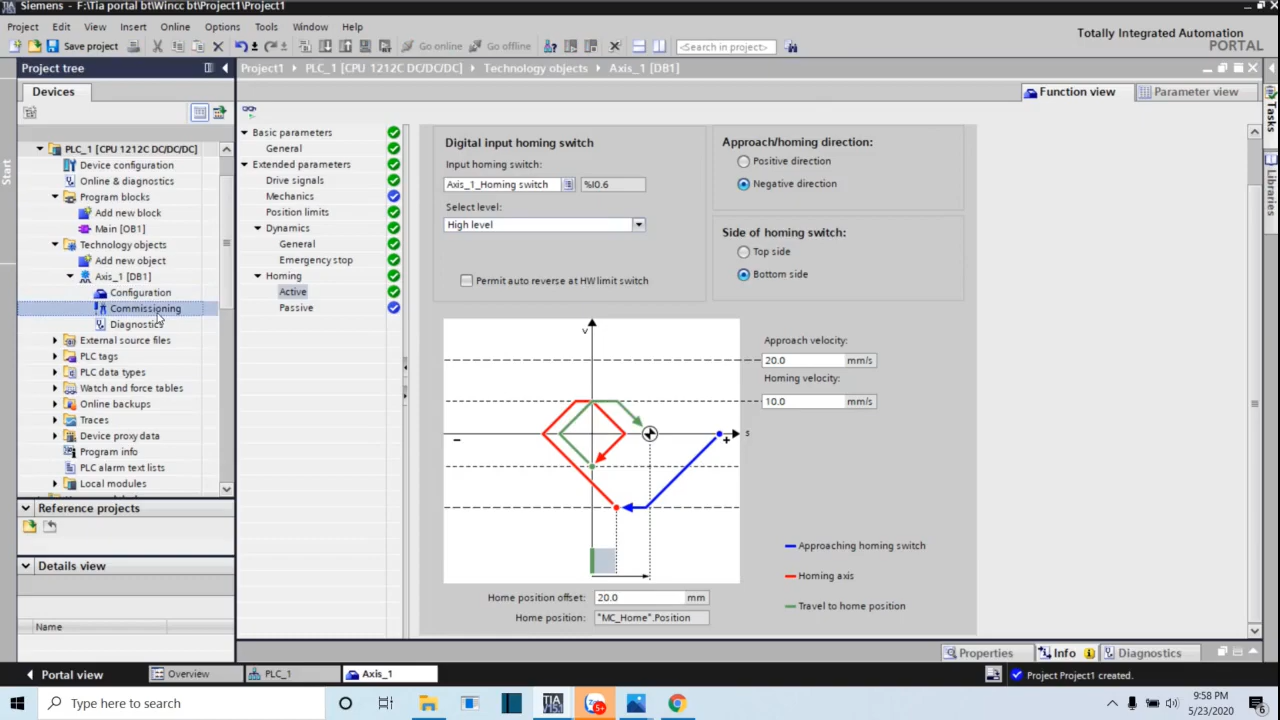 Siemens - F:\Tia portal bt\Wincc bt\Project1\Project1
Project Edit View Insert Online Options Tools Window Help
Totally Integrated Automation
PORTAL
Save project
Go online
Go offline
<Search in project>
Project tree
Project1 ▸ PLC_1 [CPU 1212C DC/DC/DC] ▸ Technology objects ▸ Axis_1 [DB1]
Devices
Function view
Parameter view
Start
Tasks
Libraries
PLC_1 [CPU 1212C DC/DC/DC]
Device configuration
Online & diagnostics
Program blocks
Add new block
Main [OB1]
Technology objects
Add new object
Axis_1 [DB1]
Configuration
Commissioning
Diagnostics
External source files
PLC tags
PLC data types
Watch and force tables
Online backups
Traces
Device proxy data
Program info
PLC alarm text lists
Local modules
Reference projects
Details view
Name
Basic parameters
General
Extended parameters
Drive signals
Mechanics
Position limits
Dynamics
General
Emergency stop
Homing
Active
Passive
Digital input homing switch
Input homing switch:
Axis_1_Homing switch
%I0.6
Select level:
High level
Permit auto reverse at HW limit switch
Approach/homing direction:
Positive direction
Negative direction
Side of homing switch:
Top side
Bottom side
v
s
−
+
Approach velocity:
20.0 mm/s
Homing velocity:
10.0 mm/s
Approaching homing switch
Homing axis
Travel to home position
Home position offset: 20.0 mm
Home position: "MC_Home".Position
Properties
Info
Diagnostics
Portal view
Overview
PLC_1
Axis_1
Project Project1 created.
Type here to search
5+
9:58 PM
5/23/2020
6